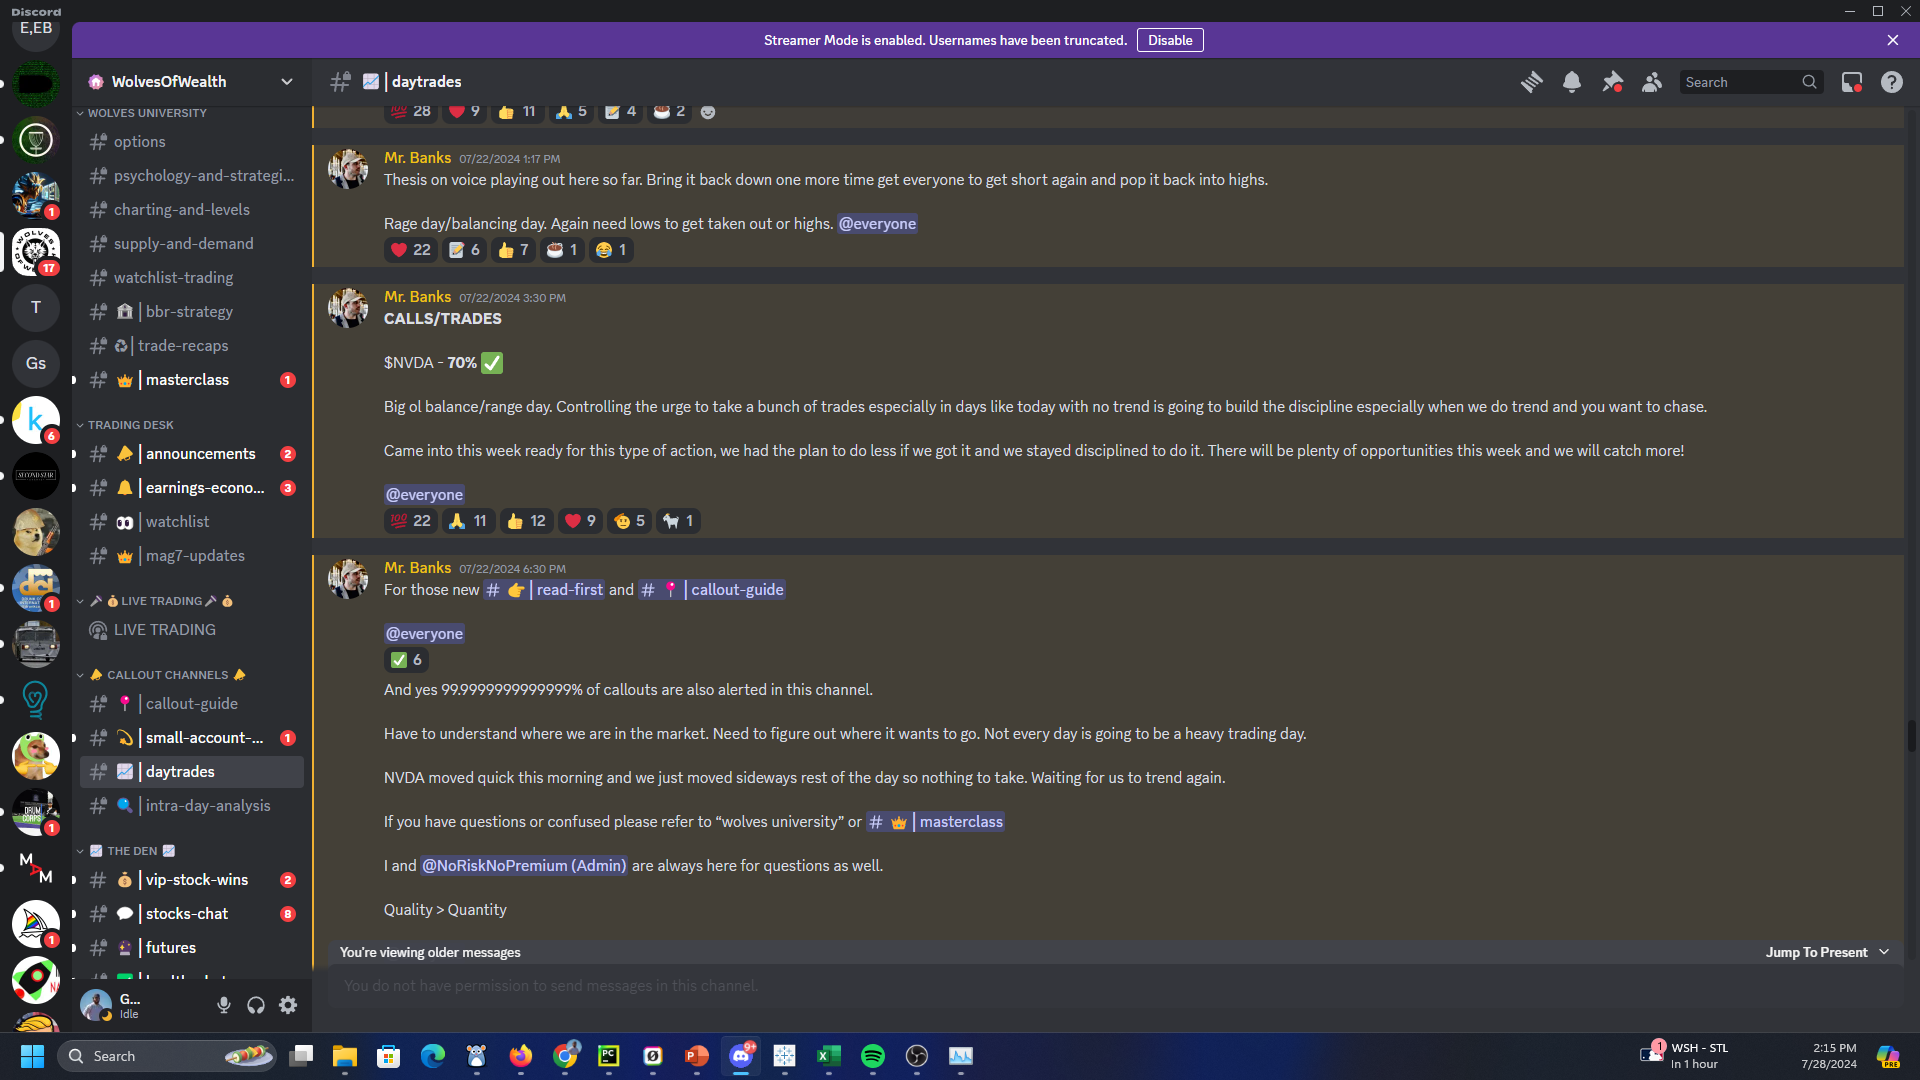 Discord
E,EB
Streamer Mode is enabled. Usernames have been truncated.
Disable
WolvesOfWealth
| daytrades
Search
WOLVES UNIVERSITY
options
psychology-and-strategi...
charting-and-levels
supply-and-demand
watchlist-trading
| bbr-strategy
| trade-recaps
| masterclass
1
TRADING DESK
| announcements
2
| earnings-econo...
3
| watchlist
| mag7-updates
LIVE TRADING
LIVE TRADING
CALLOUT CHANNELS
| callout-guide
| small-account-...
1
| daytrades
| intra-day-analysis
THE DEN
| vip-stock-wins
2
| stocks-chat
8
| futures
1
WOLVES
17
T
Gs
k
6
SECOND STAR
dci
1
DRUM CORPS
1
M A M
1
28 9 11 5 4 2
Mr. Banks 07/22/2024 1:17 PM
Thesis on voice playing out here so far. Bring it back down one more time get everyone to get short again and pop it back into highs.
Rage day/balancing day. Again need lows to get taken out or highs. @everyone
22 6 7 1 1
Mr. Banks 07/22/2024 3:30 PM
CALLS/TRADES
$NVDA - 70% ✅
Big ol balance/range day. Controlling the urge to take a bunch of trades especially in days like today with no trend is going to build the discipline especially when we do trend and you want to chase.
Came into this week ready for this type of action, we had the plan to do less if we got it and we stayed disciplined to do it. There will be plenty of opportunities this week and we will catch more!
@everyone
22 11 12 9 5 1
Mr. Banks 07/22/2024 6:30 PM
For those new # | read-first and # | callout-guide
@everyone
6
And yes 99.9999999999999% of callouts are also alerted in this channel.
Have to understand where we are in the market. Need to figure out where it wants to go. Not every day is going to be a heavy trading day.
NVDA moved quick this morning and we just moved sideways rest of the day so nothing to take. Waiting for us to trend again.
If you have questions or confused please refer to “wolves university” or # | masterclass
I and @NoRiskNoPremium (Admin) are always here for questions as well.
Quality > Quantity
You're viewing older messages
Jump To Present
You do not have permission to send messages in this channel.
G...
Idle
Search
PC
P
9+
X
1
WSH - STL
In 1 hour
2:15 PM
7/28/2024
PRE